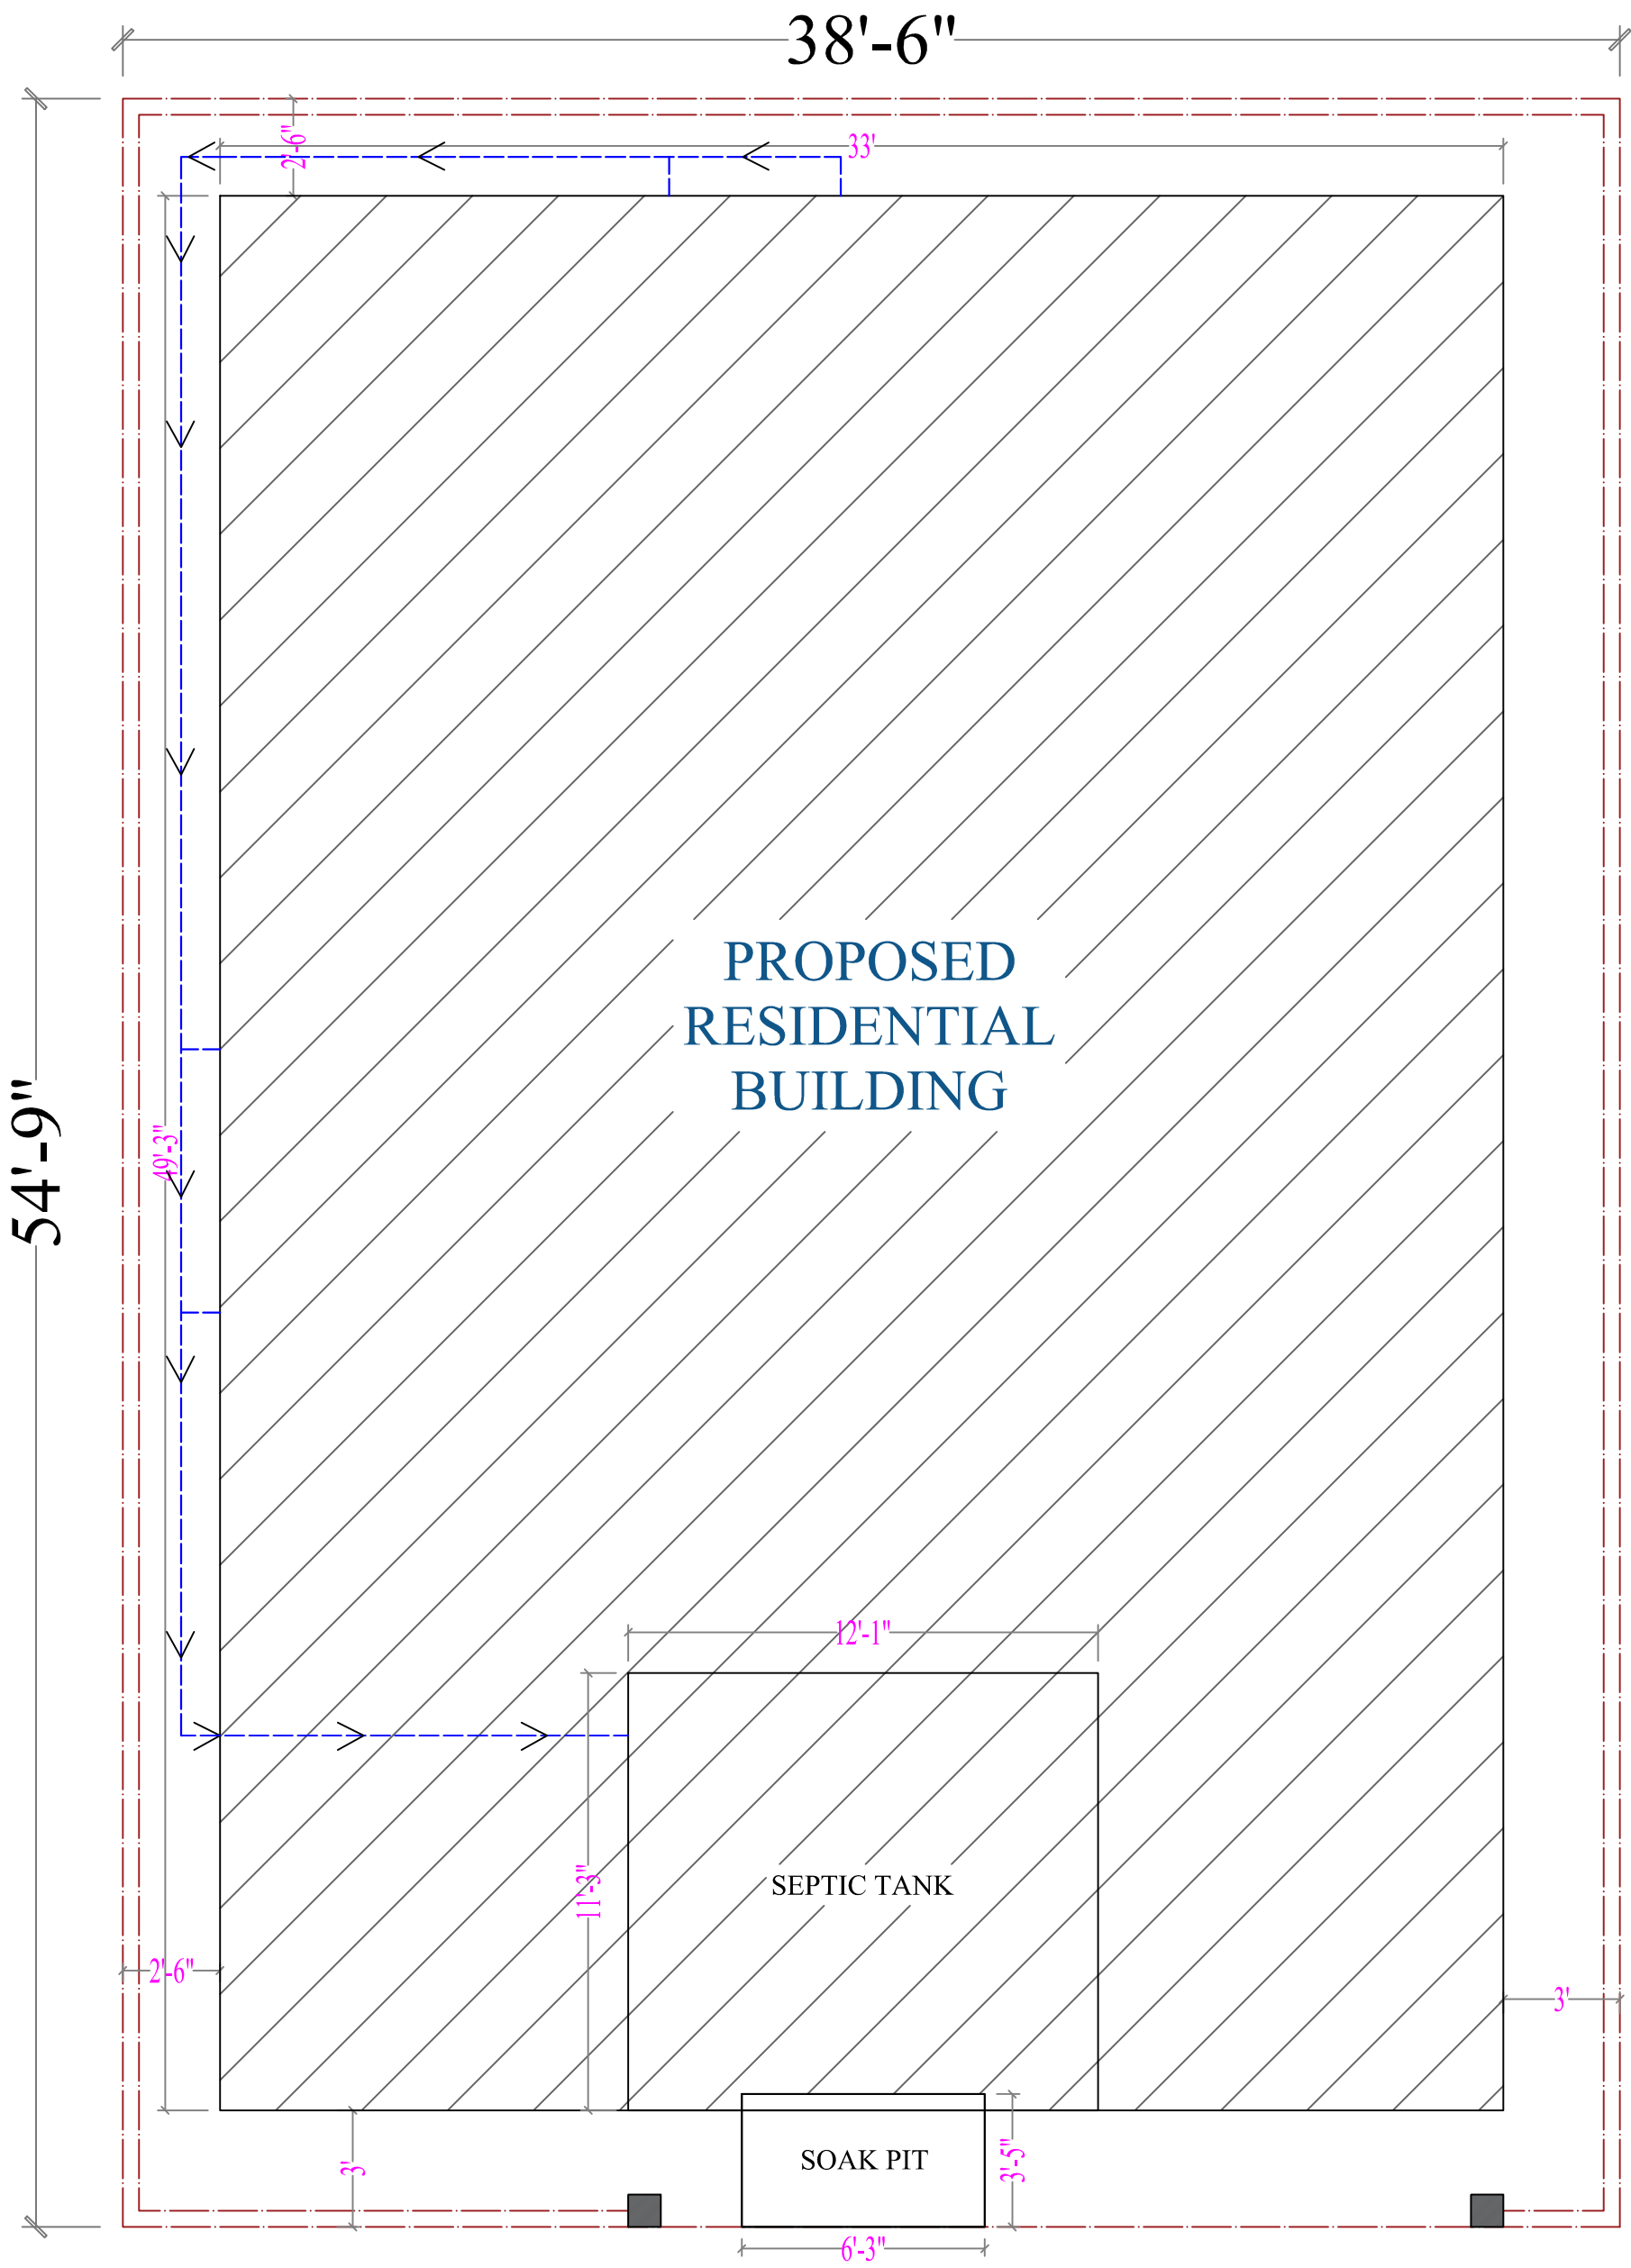 38'-6"
2'-6"
33'
PROPOSED
RESIDENTIAL
BUILDING
54'-9"
49'-3"
12'-1"
11'-3"
SEPTIC TANK
2'-6"
3'
SOAK PIT
3'-5"
3'
6'-3"